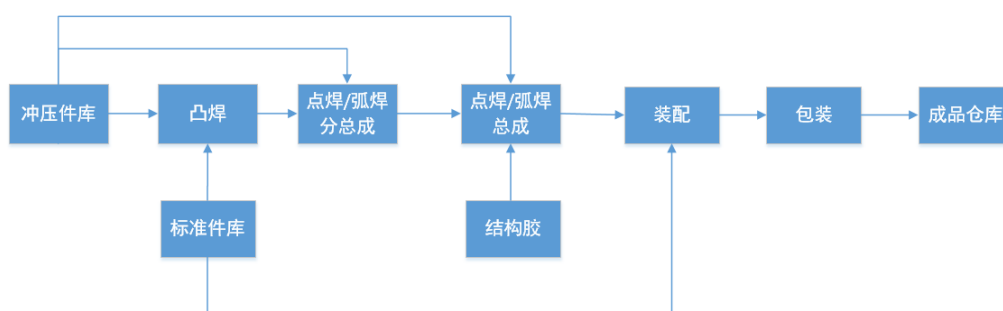 冲压件库
凸焊
点焊/弧焊
分总成
点焊/弧焊
总成
装配
包装
成品仓库
标准件库
结构胶